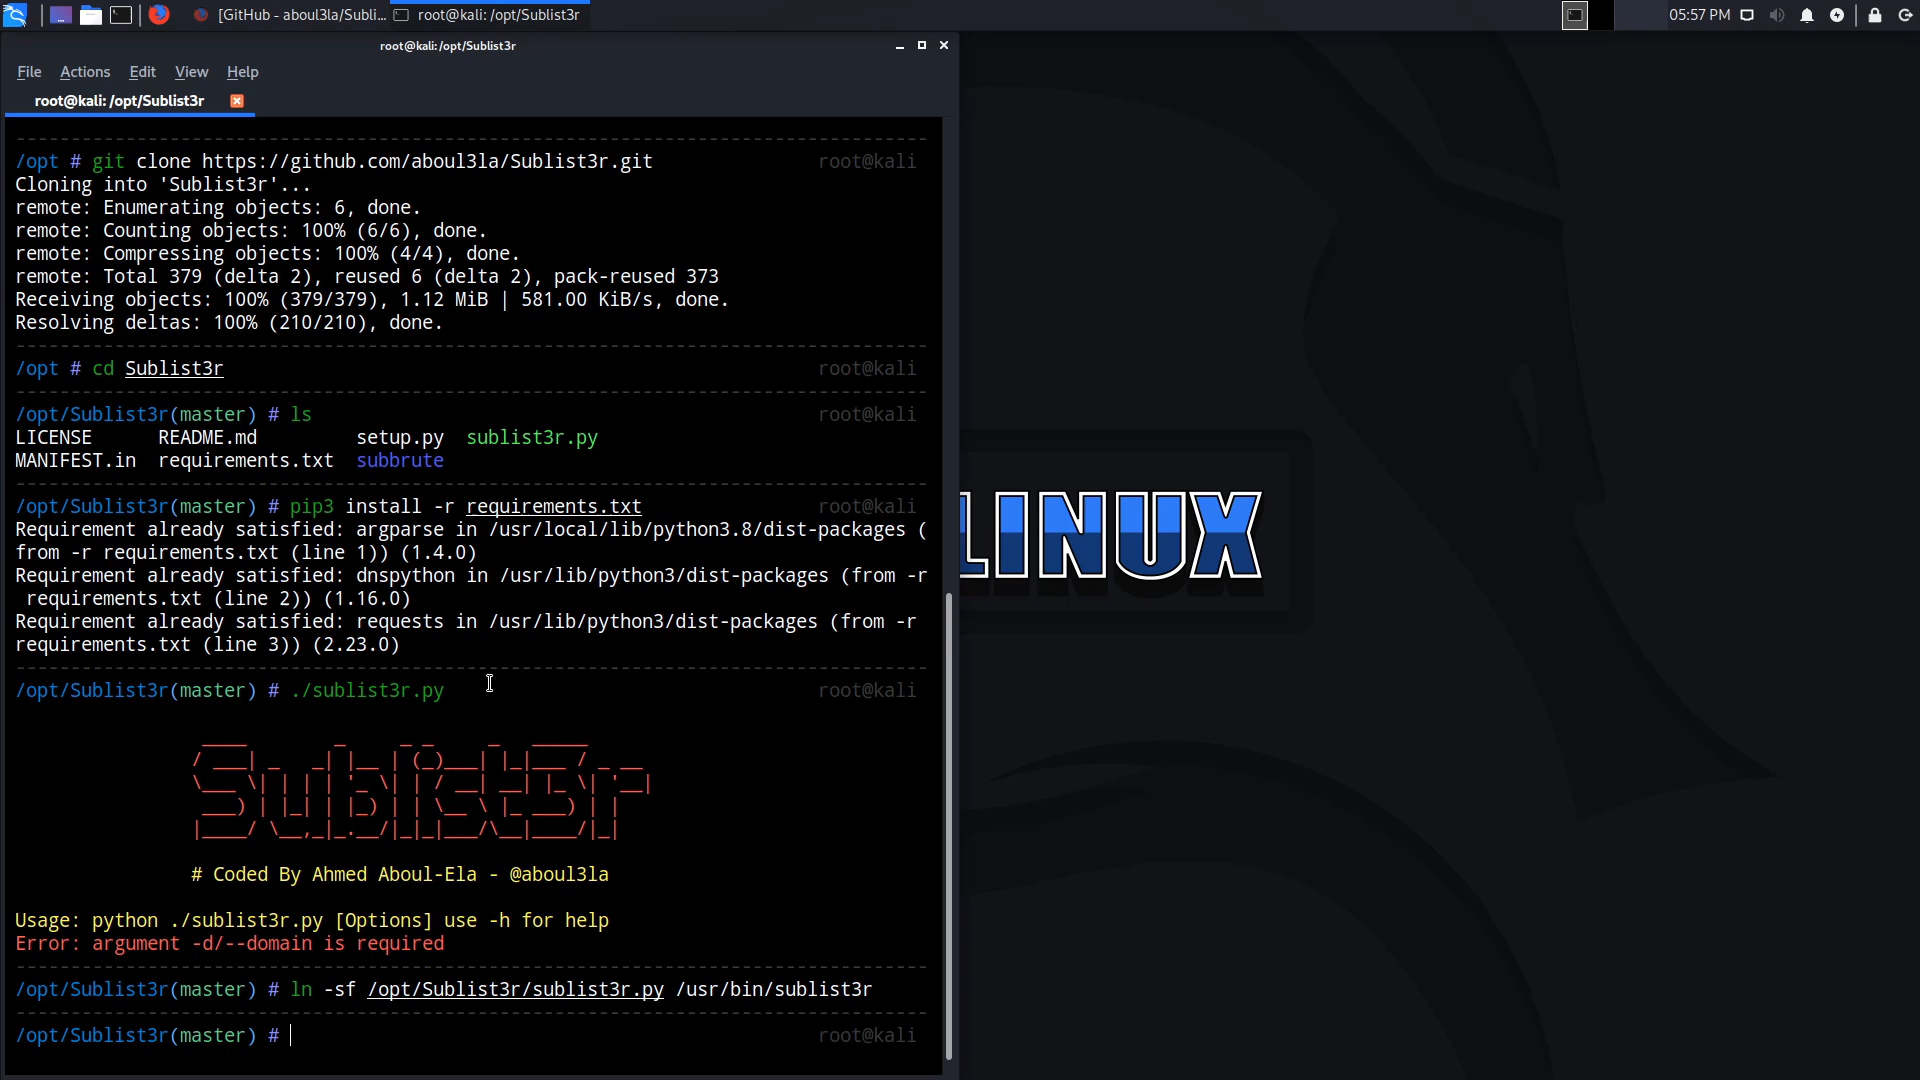 [GitHub - aboul3la/Subli...
root@kali: /opt/Sublist3r
05:57 PM
root@kali:/opt/Sublist3r
File Actions Edit View Help
root@kali: /opt/Sublist3r
/opt # git clone https://github.com/aboul3la/Sublist3r.git root@kali
Cloning into 'Sublist3r'...
remote: Enumerating objects: 6, done.
remote: Counting objects: 100% (6/6), done.
remote: Compressing objects: 100% (4/4), done.
remote: Total 379 (delta 2), reused 6 (delta 2), pack-reused 373
Receiving objects: 100% (379/379), 1.12 MiB | 581.00 KiB/s, done.
Resolving deltas: 100% (210/210), done.
/opt # cd Sublist3r root@kali
/opt/Sublist3r(master) # ls root@kali
LICENSE README.md setup.py sublist3r.py
MANIFEST.in requirements.txt subbrute
/opt/Sublist3r(master) # pip3 install -r requirements.txt root@kali
Requirement already satisfied: argparse in /usr/local/lib/python3.8/dist-packages (
from -r requirements.txt (line 1)) (1.4.0)
Requirement already satisfied: dnspython in /usr/lib/python3/dist-packages (from -r
requirements.txt (line 2)) (1.16.0)
Requirement already satisfied: requests in /usr/lib/python3/dist-packages (from -r
requirements.txt (line 3)) (2.23.0)
/opt/Sublist3r(master) # ./sublist3r.py root@kali
Sublist3r
# Coded By Ahmed Aboul-Ela - @aboul3la
Usage: python ./sublist3r.py [Options] use -h for help
Error: argument -d/--domain is required
/opt/Sublist3r(master) # ln -sf /opt/Sublist3r/sublist3r.py /usr/bin/sublist3r
/opt/Sublist3r(master) # root@kali
LINUX